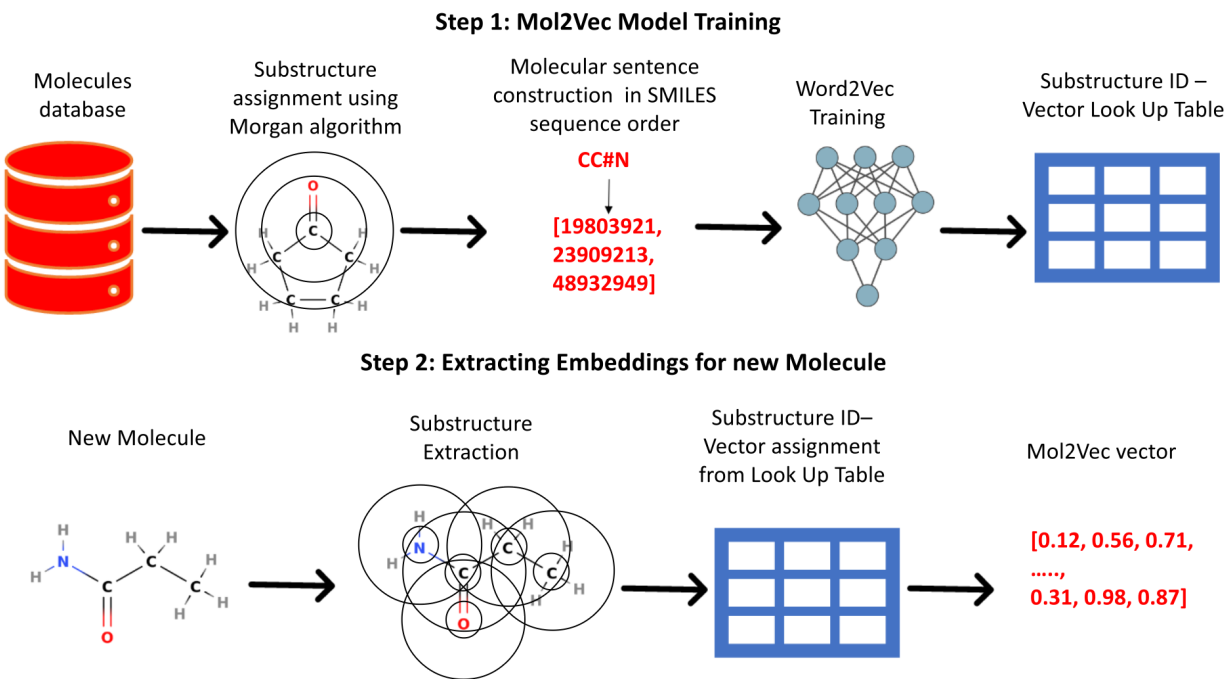 Step 1: Mol2Vec Model Training
Molecules
database
Substructure
assignment using
Morgan algorithm
Molecular sentence
construction in SMILES
sequence order
Word2Vec
Training
Substructure ID –
Vector Look Up Table
CC#N
[19803921,
23909213,
48932949]
O
C
H
H
C
C
H
H
H
C
C
H
H
H
Step 2: Extracting Embeddings for new Molecule
New Molecule
Substructure
Extraction
Substructure ID–
Vector assignment
from Look Up Table
Mol2Vec vector
H
H
H
N
C
H
H
C
C
H
H
O
H
H
N
C
H
C
C
H
H
H
O
[0.12, 0.56, 0.71,
.....,
0.31, 0.98, 0.87]